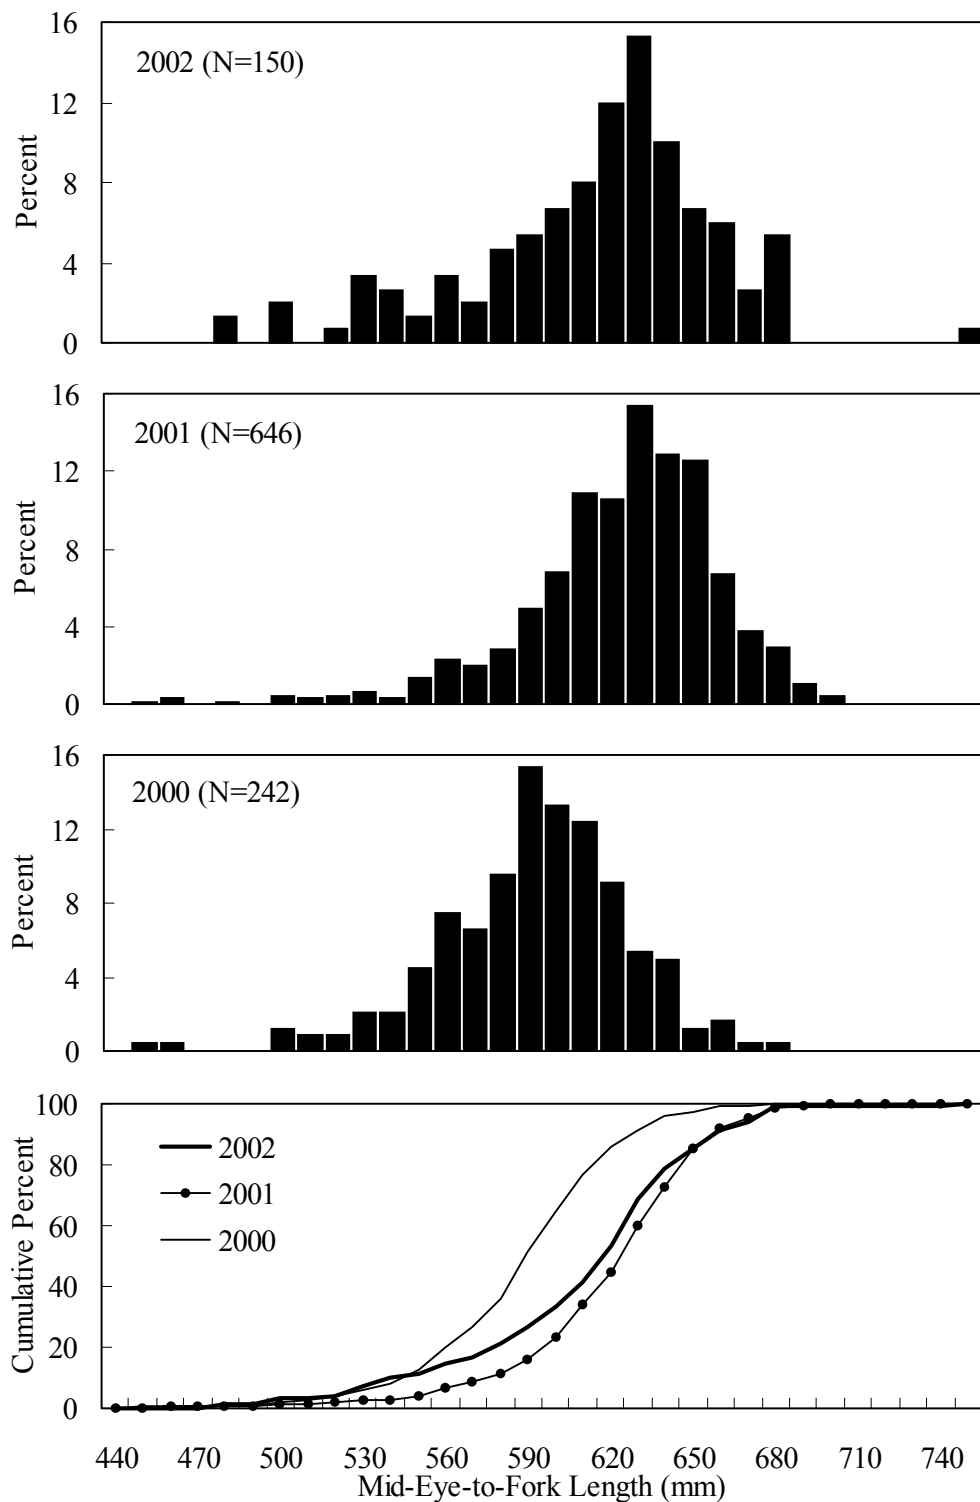 16
2002 (N=150)
12
Percent
8
4
0
16
2001 (N=646)
12
Percent
8
4
0
16
2000 (N=242)
12
Percent
8
4
0
100
2002
80
2001
60
2000
Cumulative Percent
40
20
0
440 470 500 530 560 590 620 650 680 710 740
Mid-Eye-to-Fork Length (mm)